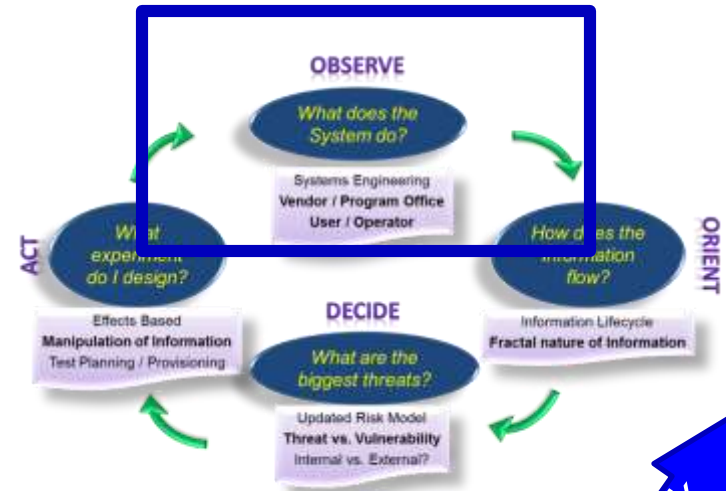 OBSERVE
What does the
System do?
Systems Engineering
Vendor / Program Office
User / Operator
ORIENT
How does the
information
flow?
Information Lifecycle
Fractal nature of Information
DECIDE
What are the
biggest threats?
Updated Risk Model
Threat vs. Vulnerability
Internal vs. External?
ACT
What
experiment
do I design?
Effects Based
Manipulation of Information
Test Planning / Provisioning